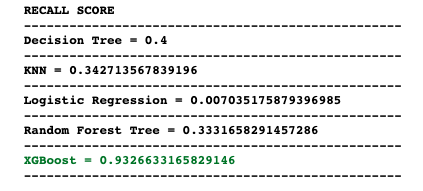 RECALL SCORE
--------------------------------------------------
Decision Tree = 0.4
--------------------------------------------------
KNN = 0.342713567839196
--------------------------------------------------
Logistic Regression = 0.007035175879396985
--------------------------------------------------
Random Forest Tree = 0.3331658291457286
--------------------------------------------------
XGBoost = 0.9326633165829146
--------------------------------------------------